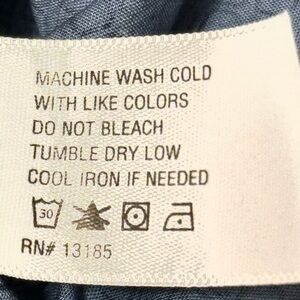 MACHINE WASH COLD
WITH LIKE COLORS
DO NOT BLEACH
TUMBLE DRY LOW
COOL IRON IF NEEDED
30
RN# 13185